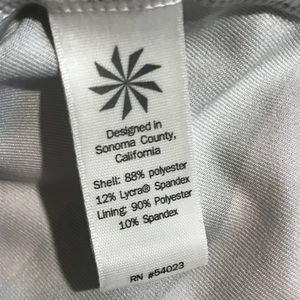 Designed in
Sonoma County,
California
Shell: 88% polyester
12% Lycra® Spandex
Lining: 90% Polyester
10% Spandex
RN #54023